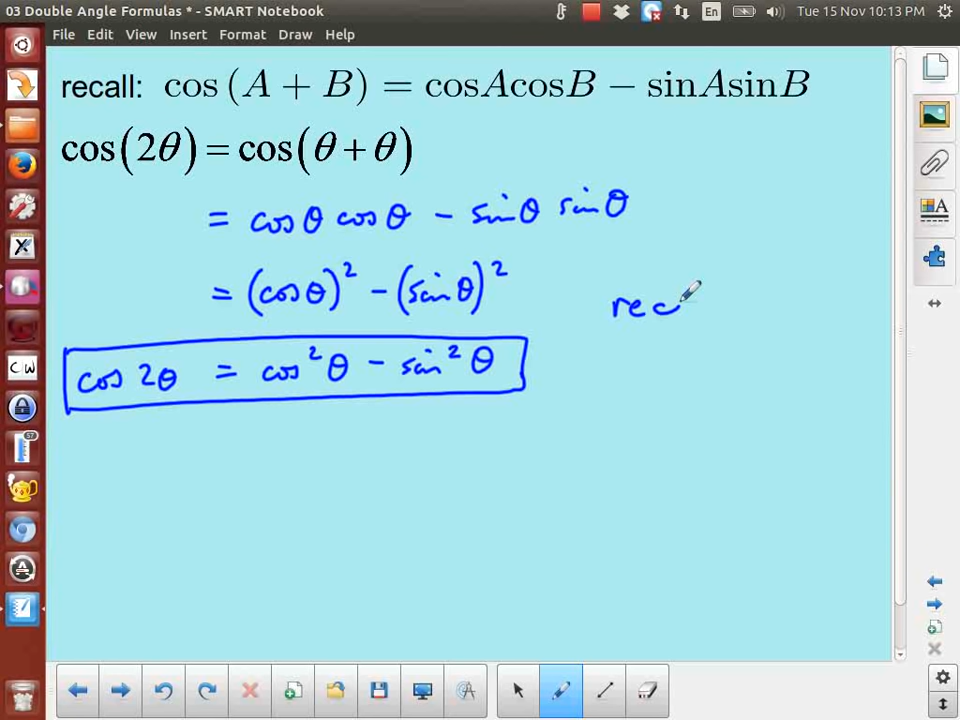 03 Double Angle Formulas * - SMART Notebook
En
Tue 15 Nov 10:13 PM
File Edit View Insert Format Draw Help
recall: cos (A + B) = cosAcosB − sinAsinB
cos(2θ) = cos(θ + θ)
= cosθ cosθ − sinθ sinθ
= (cosθ)² − (sinθ)²
rec
cos 2θ = cos²θ − sin²θ
CW
57